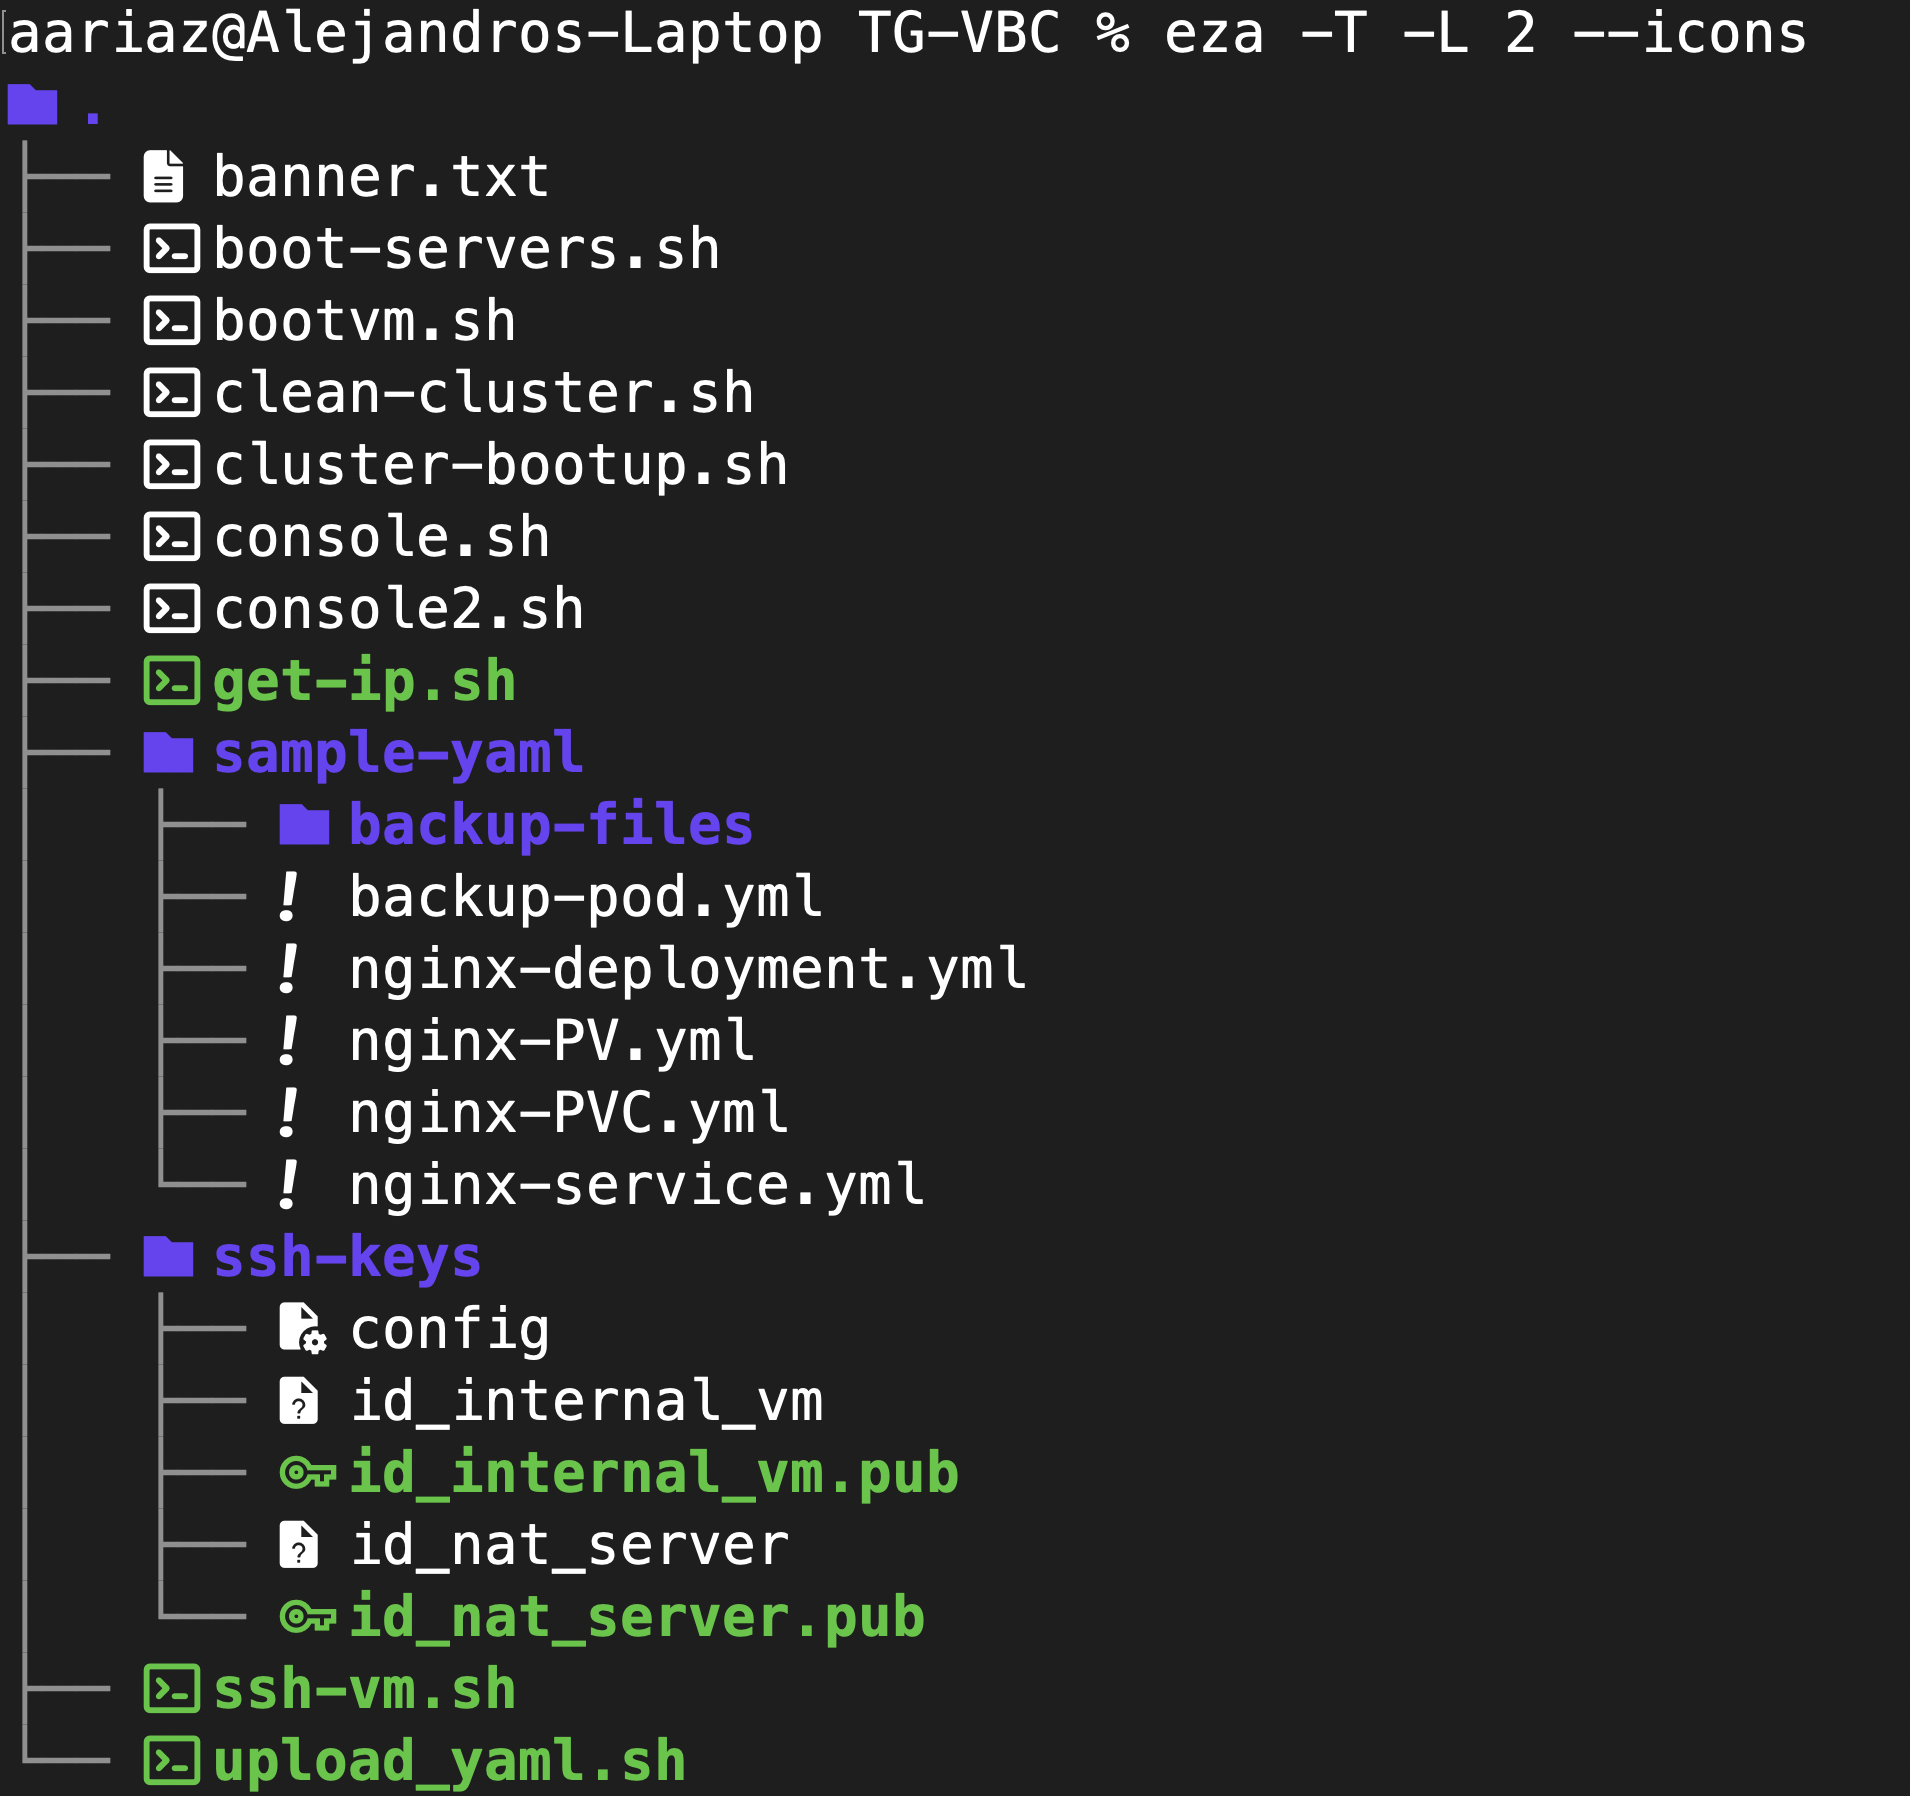 aariaz@Alejandros-Laptop TG-VBC % eza -T -L 2 --icons
.
banner.txt
boot-servers.sh
bootvm.sh
clean-cluster.sh
cluster-bootup.sh
console.sh
console2.sh
get-ip.sh
sample-yaml
backup-files
backup-pod.yml
nginx-deployment.yml
nginx-PV.yml
nginx-PVC.yml
nginx-service.yml
ssh-keys
config
id_internal_vm
id_internal_vm.pub
id_nat_server
id_nat_server.pub
ssh-vm.sh
upload_yaml.sh